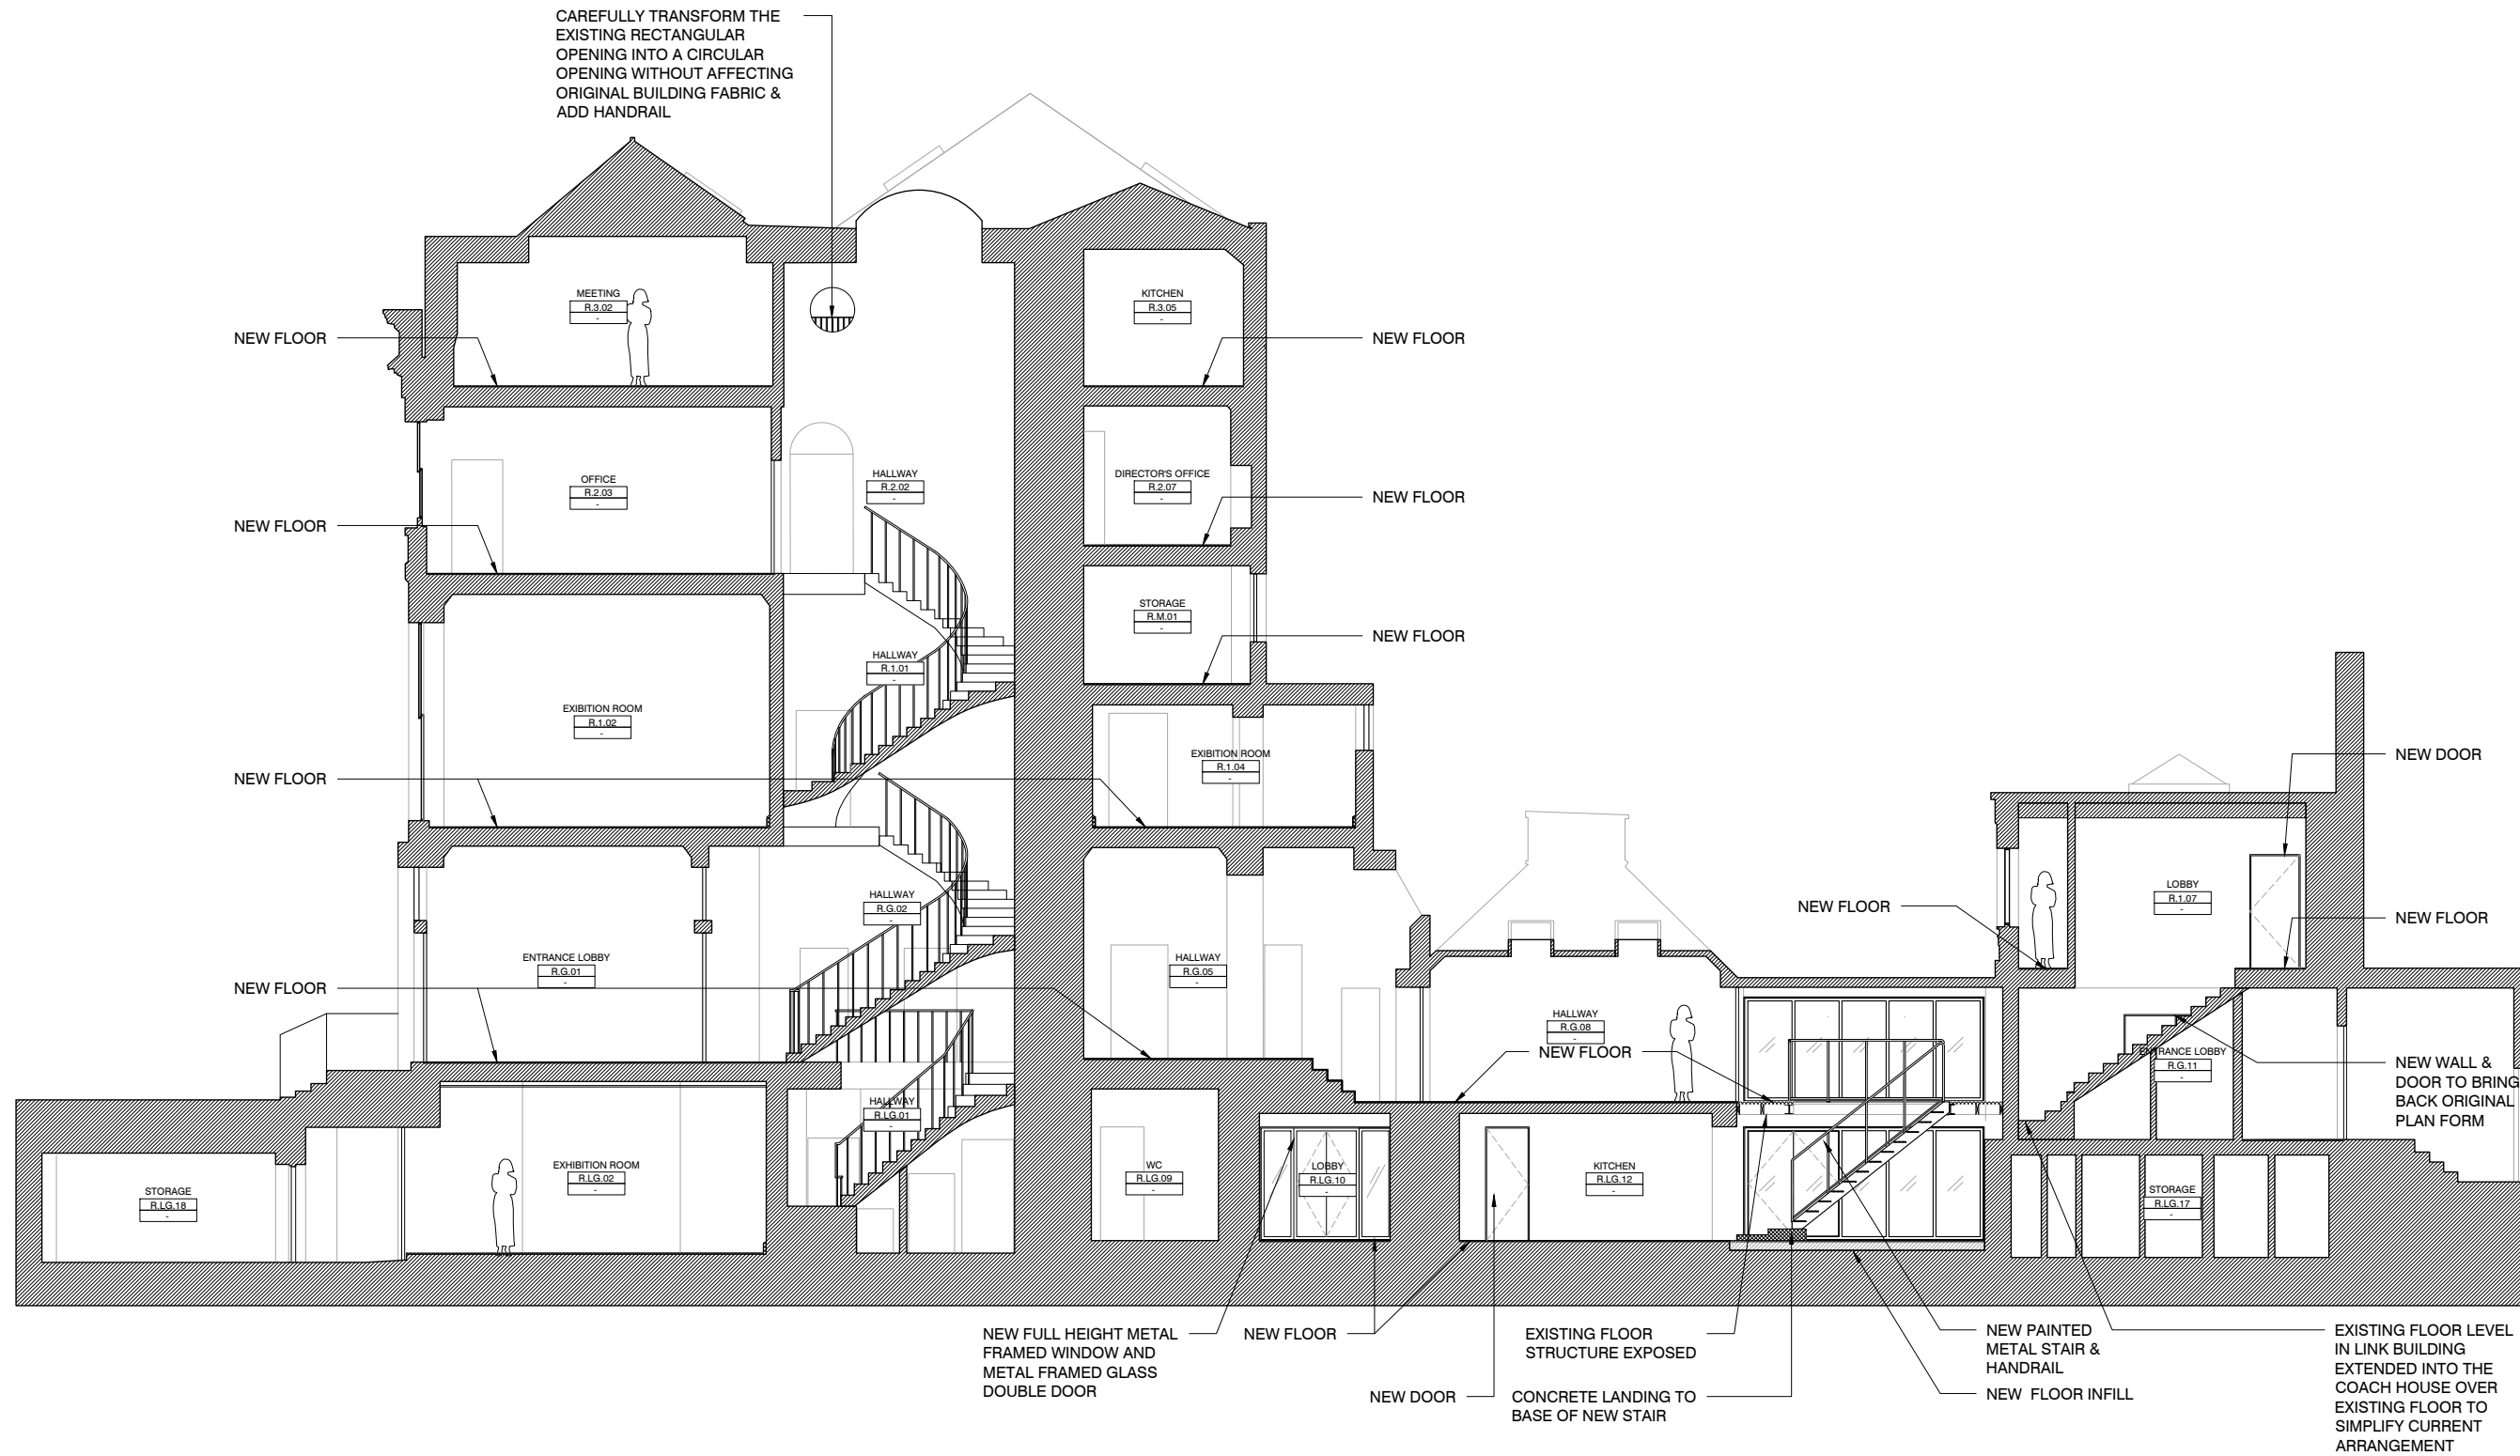 CAREFULLY TRANSFORM THE
EXISTING RECTANGULAR
OPENING INTO A CIRCULAR
OPENING WITHOUT AFFECTING
ORIGINAL BUILDING FABRIC &
ADD HANDRAIL
MEETING
R.3.02
-
KITCHEN
R.3.05
-
NEW FLOOR
NEW FLOOR
OFFICE
R.2.03
-
HALLWAY
R.2.02
-
DIRECTOR'S OFFICE
R.2.07
-
NEW FLOOR
NEW FLOOR
STORAGE
R.M.01
-
NEW FLOOR
HALLWAY
R.1.01
-
EXIBITION ROOM
R.1.02
-
EXIBITION ROOM
R.1.04
-
NEW FLOOR
NEW DOOR
LOBBY
R.1.07
-
NEW FLOOR
NEW FLOOR
HALLWAY
R.G.02
-
ENTRANCE LOBBY
R.G.01
-
HALLWAY
R.G.05
-
NEW FLOOR
HALLWAY
R.G.08
-
NEW FLOOR
ENTRANCE LOBBY
R.G.11
-
NEW WALL &
DOOR TO BRING
BACK ORIGINAL
PLAN FORM
HALLWAY
R.LG.01
-
STORAGE
R.LG.18
-
EXHIBITION ROOM
R.LG.02
-
WC
R.LG.09
-
LOBBY
R.LG.10
-
KITCHEN
R.LG.12
-
STORAGE
R.LG.17
-
NEW FULL HEIGHT METAL
FRAMED WINDOW AND
METAL FRAMED GLASS
DOUBLE DOOR
NEW FLOOR
NEW DOOR
EXISTING FLOOR
STRUCTURE EXPOSED
CONCRETE LANDING TO
BASE OF NEW STAIR
NEW PAINTED
METAL STAIR &
HANDRAIL
NEW FLOOR INFILL
EXISTING FLOOR LEVEL
IN LINK BUILDING
EXTENDED INTO THE
COACH HOUSE OVER
EXISTING FLOOR TO
SIMPLIFY CURRENT
ARRANGEMENT